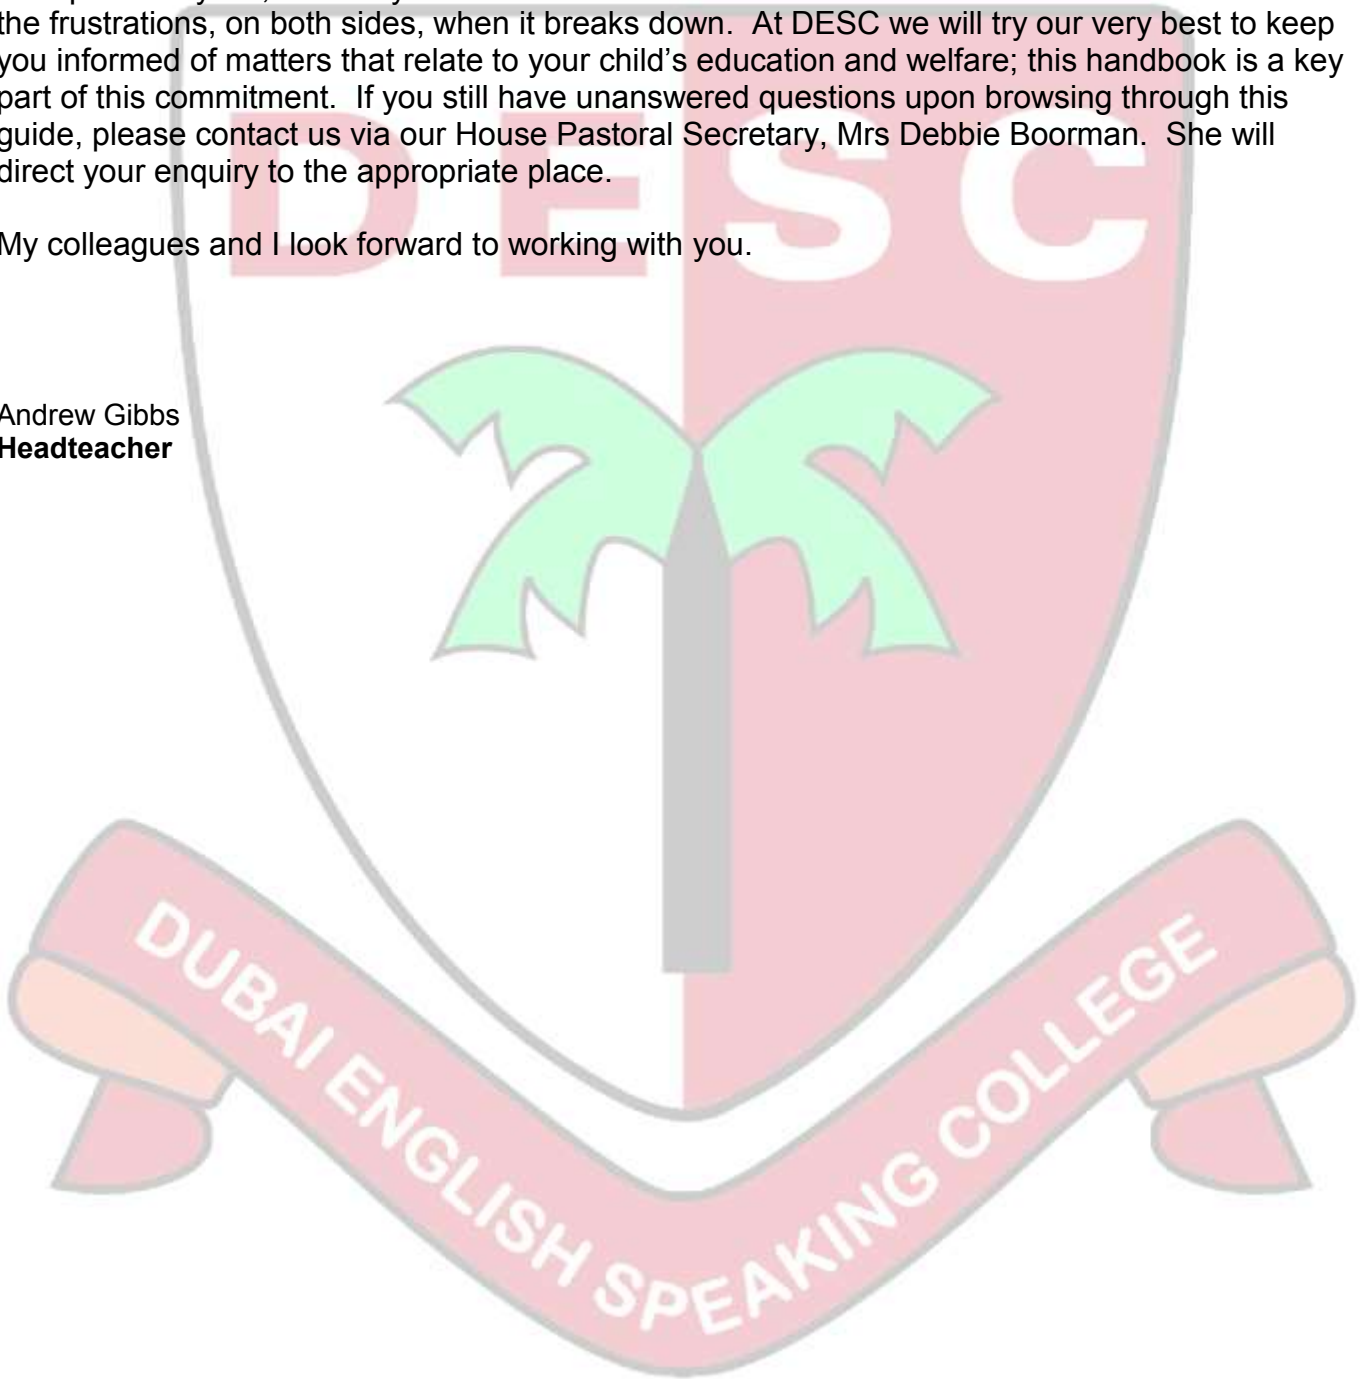 the frustrations, on both sides, when it breaks down. At DESC we will try our very best to keep
you informed of matters that relate to your child's education and welfare; this handbook is a key
part of this commitment. If you still have unanswered questions upon browsing through this
guide, please contact us via our House Pastoral Secretary, Mrs Debbie Boorman. She will
direct your enquiry to the appropriate place.
My colleagues and I look forward to working with you.
Andrew Gibbs
Headteacher
DESC
DUBAI ENGLISH SPEAKING COLLEGE